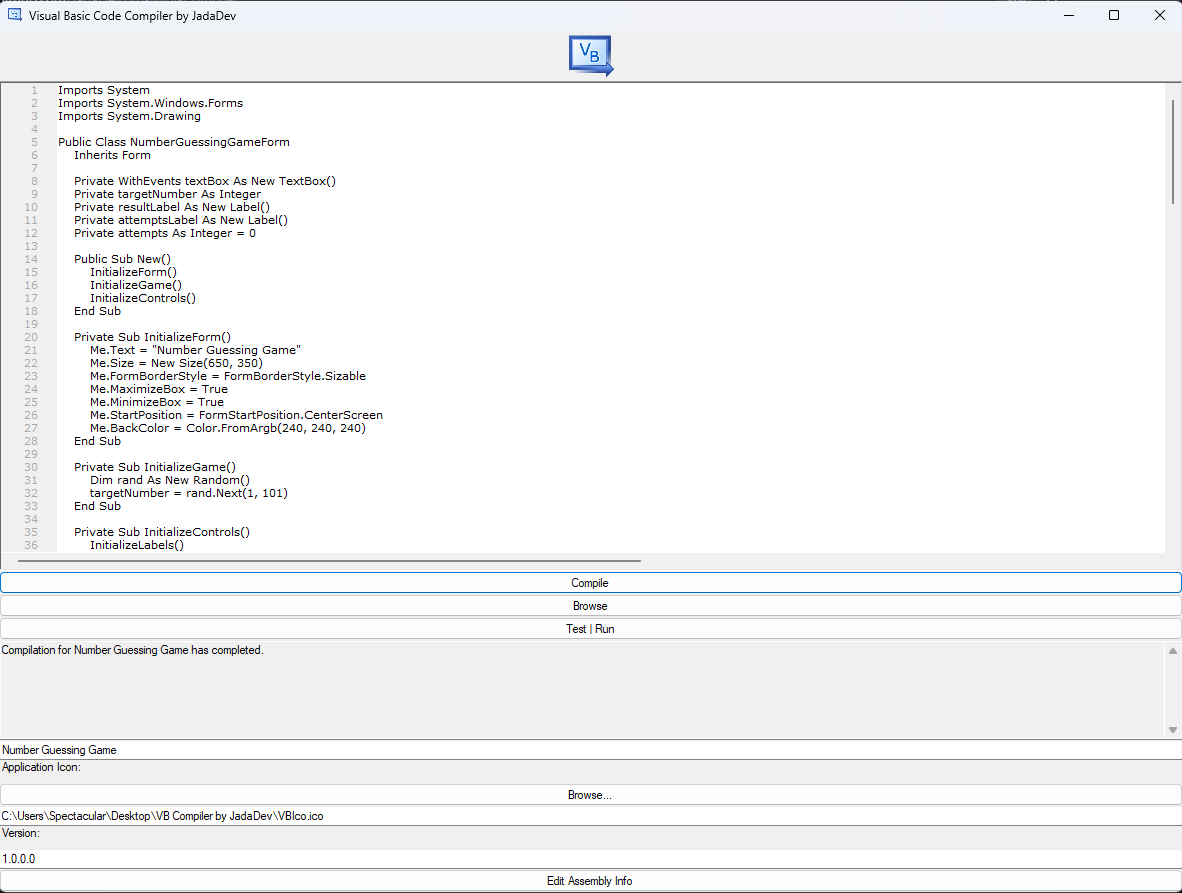 Visual Basic Code Compiler by JadaDev
VB
1 Imports System
2 Imports System.Windows.Forms
3 Imports System.Drawing
4
5 Public Class NumberGuessingGameForm
6 Inherits Form
7
8 Private WithEvents textBox As New TextBox()
9 Private targetNumber As Integer
10 Private resultLabel As New Label()
11 Private attemptsLabel As New Label()
12 Private attempts As Integer = 0
13
14 Public Sub New()
15 InitializeForm()
16 InitializeGame()
17 InitializeControls()
18 End Sub
19
20 Private Sub InitializeForm()
21 Me.Text = "Number Guessing Game"
22 Me.Size = New Size(650, 350)
23 Me.FormBorderStyle = FormBorderStyle.Sizable
24 Me.MaximizeBox = True
25 Me.MinimizeBox = True
26 Me.StartPosition = FormStartPosition.CenterScreen
27 Me.BackColor = Color.FromArgb(240, 240, 240)
28 End Sub
29
30 Private Sub InitializeGame()
31 Dim rand As New Random()
32 targetNumber = rand.Next(1, 101)
33 End Sub
34
35 Private Sub InitializeControls()
36 InitializeLabels()
Compile
Browse
Test | Run
Compilation for Number Guessing Game has completed.
Number Guessing Game
Application Icon:
Browse...
C:\Users\Spectacular\Desktop\VB Compiler by JadaDev\VBIco.ico
Version:
1.0.0.0
Edit Assembly Info